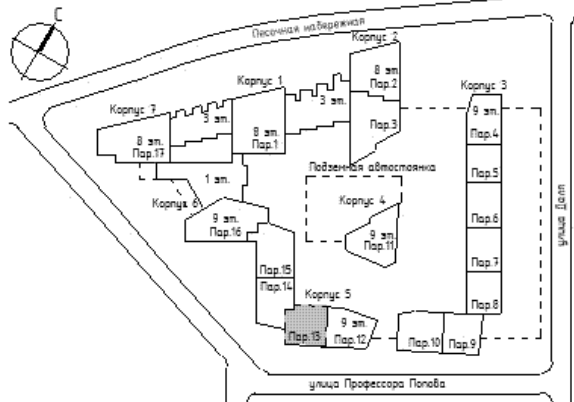 С
Песочная набережная
Корпус 2
8 эт.
Пар.2
Пар.3
Корпус 1
3 эт.
8 эт.
Пар.1
Корпус 7
3 эт.
8 эт.
Пар.17
Корпус 3
9 эт.
Пар.4
Пар.5
Пар.6
Пар.7
Пар.8
Подземная автостоянка
1 эт.
Корпус 6
9 эт.
Пар.16
Корпус 4
9 эт.
Пар.11
Пар.15
Пар.14
Корпус 5
Пар.13
9 эт.
Пар.12
Пар.10
Пар.9
улица Депп
улица Профессора Попова